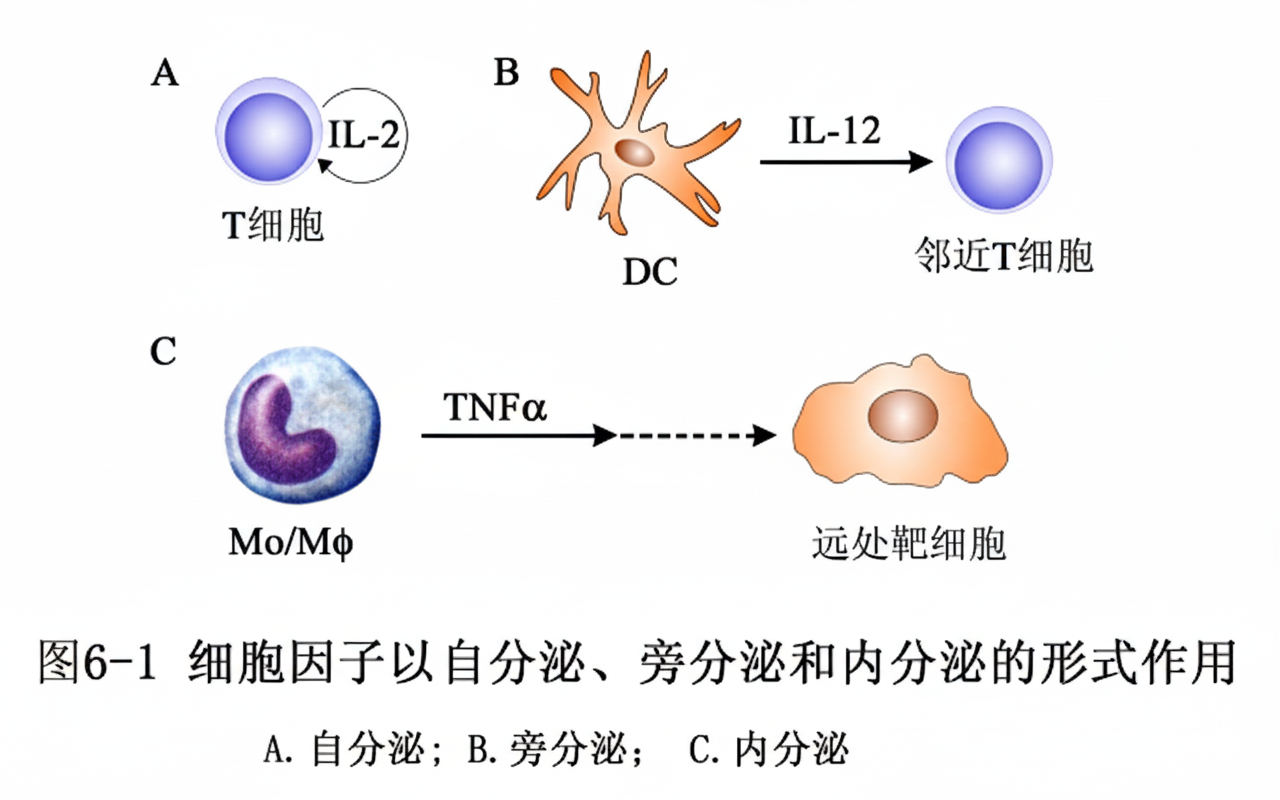 A
B
IL-2
IL-12
T细胞
DC
邻近T细胞
C
TNFα
Mo/Mϕ
远处靶细胞
图6-1 细胞因子以自分泌、旁分泌和内分泌的形式作用
A. 自分泌; B. 旁分泌; C. 内分泌